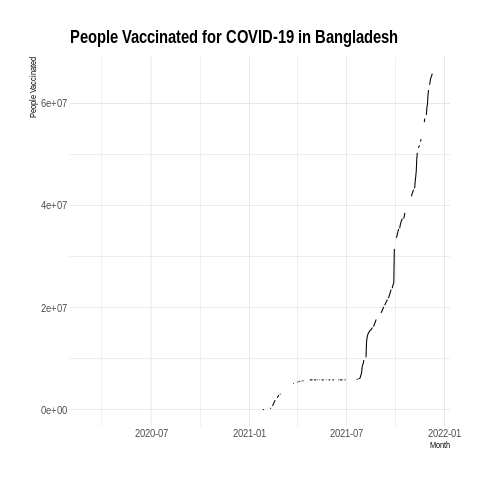 People Vaccinated for COVID-19 in Bangladesh
People Vaccinated
6e+07
4e+07
2e+07
0e+00
2020-07 2021-01 2021-07 2022-01
Month